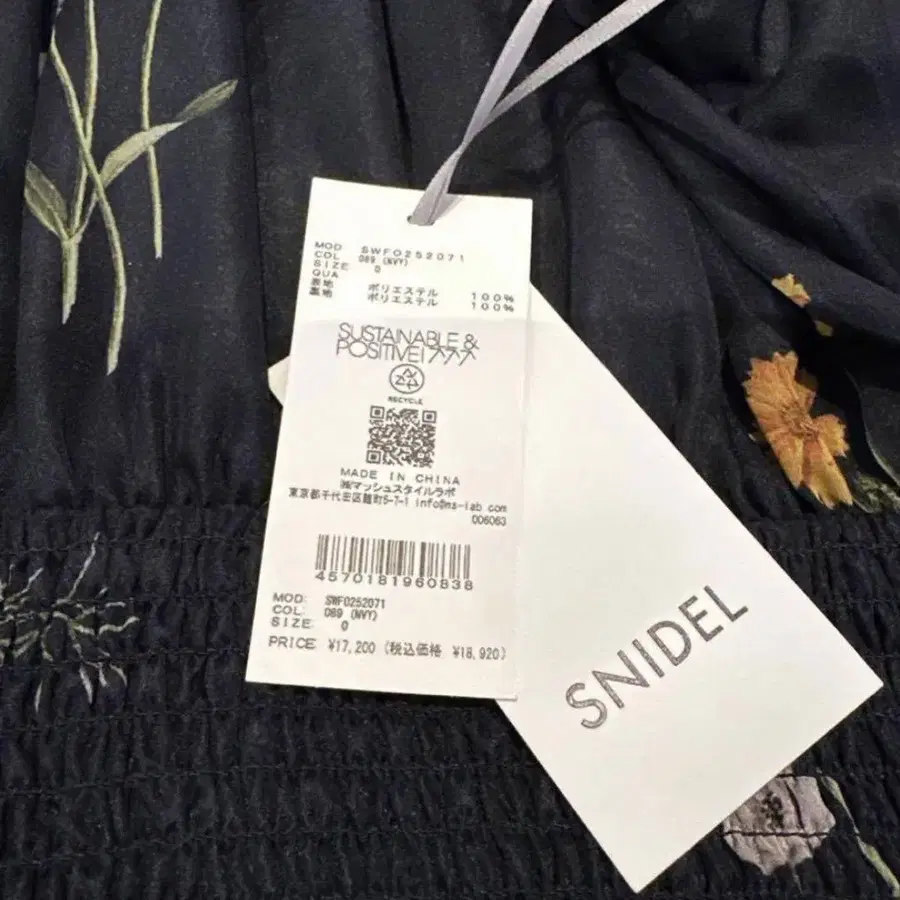 MOD SWFO252071
COL 089 (NVY)
SIZE 0
QUA
表地 ポリエステル 100%
裏地 ポリエステル 100%
SUSTAINABLE &
POSITIVE!
RECYCLE
MADE IN CHINA
㈱マッシュスタイルラボ
東京都千代田区麹町5-7-1 info@ms-lab.com
006063
4570181960838
MOD: SWFO252071
COL: 089 (NVY)
SIZE: 0
PRICE: ¥17,200 (税込価格 ¥18,920)
SNIDEL